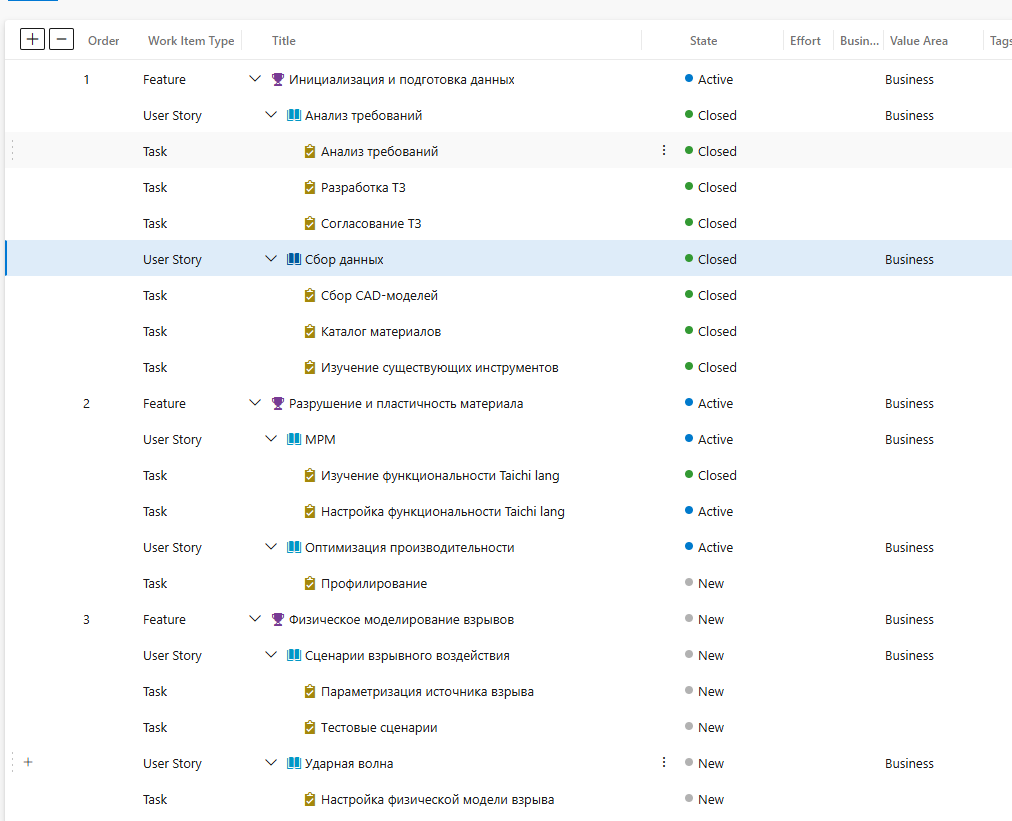 Order Work Item Type Title State Effort Busin... Value Area Tags
1 Feature Инициализация и подготовка данных Active Business
User Story Анализ требований Closed Business
Task Анализ требований Closed
Task Разработка ТЗ Closed
Task Согласование ТЗ Closed
User Story Сбор данных Closed Business
Task Сбор CAD-моделей Closed
Task Каталог материалов Closed
Task Изучение существующих инструментов Closed
2 Feature Разрушение и пластичность материала Active Business
User Story MPM Active Business
Task Изучение функциональности Taichi lang Closed
Task Настройка функциональности Taichi lang Active
User Story Оптимизация производительности Active Business
Task Профилирование New
3 Feature Физическое моделирование взрывов New Business
User Story Сценарии взрывного воздействия New Business
Task Параметризация источника взрыва New
Task Тестовые сценарии New
User Story Ударная волна New Business
Task Настройка физической модели взрыва New